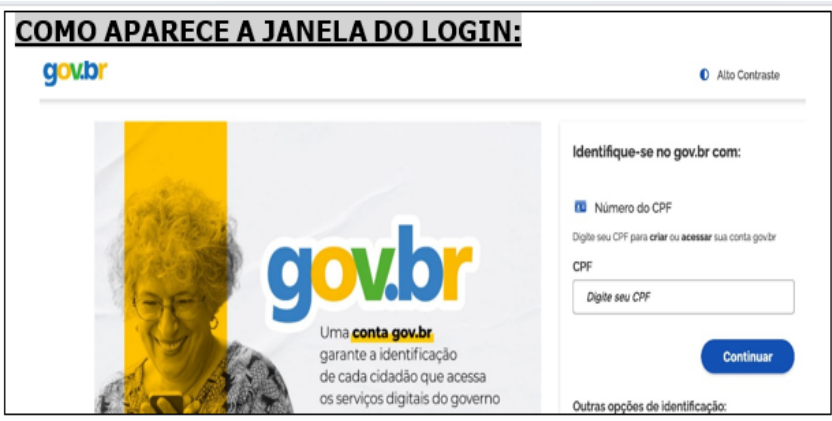 COMO APARECE A JANELA DO LOGIN:
gov.br
Alto Contraste
Identifique-se no gov.br com:
Número do CPF
Digite seu CPF para criar ou acessar sua conta gov.br
CPF
Digite seu CPF
Continuar
Outras opções de identificação:
gov.br
Uma conta gov.br
garante a identificação
de cada cidadão que acessa
os serviços digitais do governo